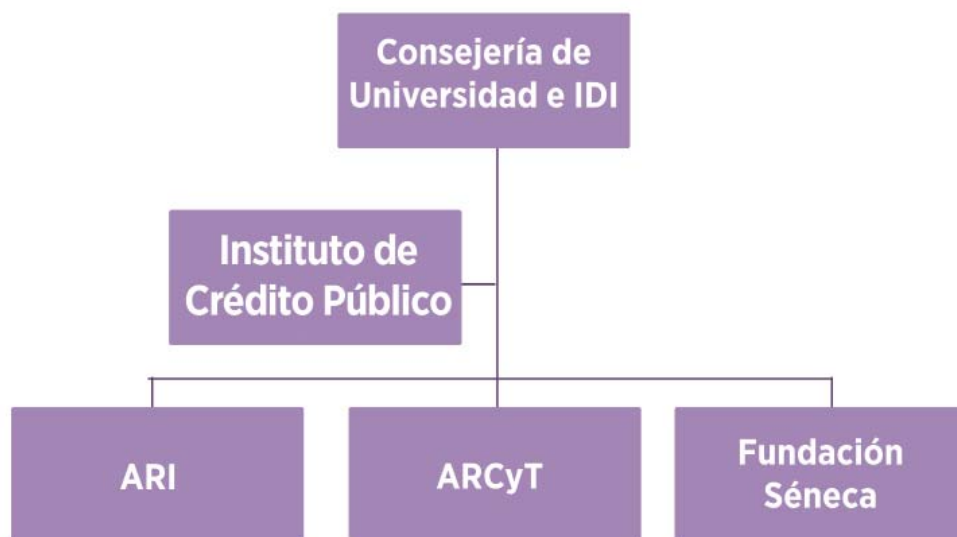 Consejería de
Universidad e IDI
Instituto de
Crédito Público
ARI
ARCyT
Fundación
Séneca